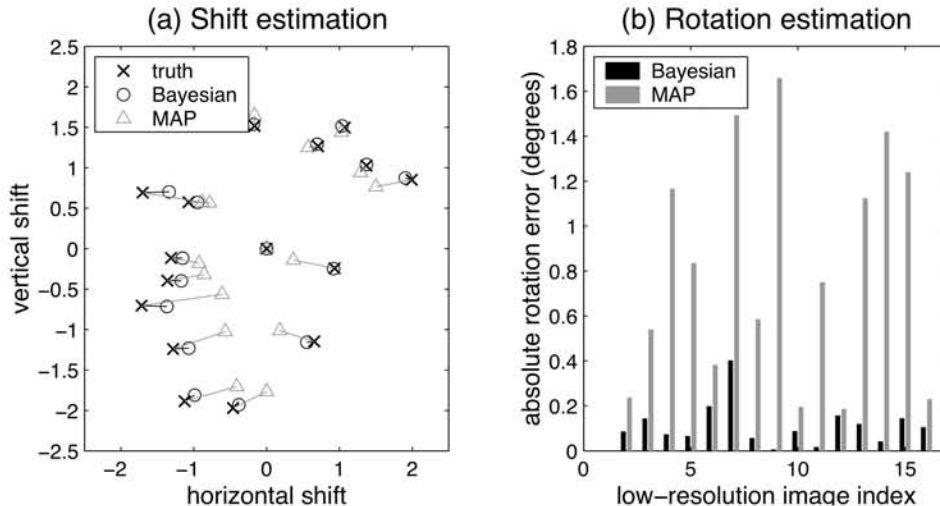 (a) Shift estimation
2.5
2
1.5
1
0.5
0
−0.5
−1
−1.5
−2
−2.5
vertical shift
truth
Bayesian
MAP
−2
−1
0
1
2
horizontal shift
(b) Rotation estimation
1.8
1.6
1.4
1.2
1
0.8
0.6
0.4
0.2
0
absolute rotation error (degrees)
Bayesian
MAP
0
5
10
15
low−resolution image index